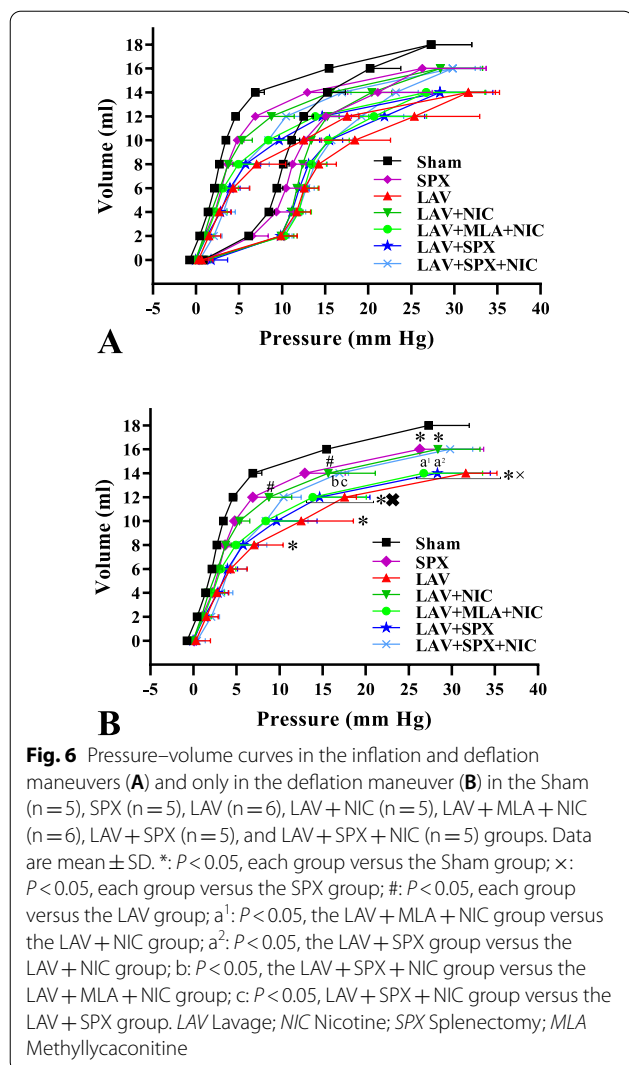 18
16
14
12
10
8
6
4
2
0
Volume (ml)
Sham
SPX
LAV
LAV+NIC
LAV+MLA+NIC
LAV+SPX
LAV+SPX+NIC
-5 0 5 10 15 20 25 30 35 40
A
Pressure (mm Hg)
18
16
14
12
10
8
6
4
2
0
Volume (ml)
* *
#
a¹ a²
b c
*×
#
*✖
*
*
Sham
SPX
LAV
LAV+NIC
LAV+MLA+NIC
LAV+SPX
LAV+SPX+NIC
-5 0 5 10 15 20 25 30 35 40
B
Pressure (mm Hg)
Fig. 6 Pressure–volume curves in the inflation and deflation
maneuvers (A) and only in the deflation maneuver (B) in the Sham
(n = 5), SPX (n = 5), LAV (n = 6), LAV + NIC (n = 5), LAV + MLA + NIC
(n = 6), LAV + SPX (n = 5), and LAV + SPX + NIC (n = 5) groups. Data
are mean ± SD. *: P < 0.05, each group versus the Sham group; ×:
P < 0.05, each group versus the SPX group; #: P < 0.05, each group
versus the LAV group; a¹: P < 0.05, the LAV + MLA + NIC group versus
the LAV + NIC group; a²: P < 0.05, the LAV + SPX group versus the
LAV + NIC group; b: P < 0.05, the LAV + SPX + NIC group versus the
LAV + MLA + NIC group; c: P < 0.05, LAV + SPX + NIC group versus the
LAV + SPX group. LAV Lavage; NIC Nicotine; SPX Splenectomy; MLA
Methyllycaconitine